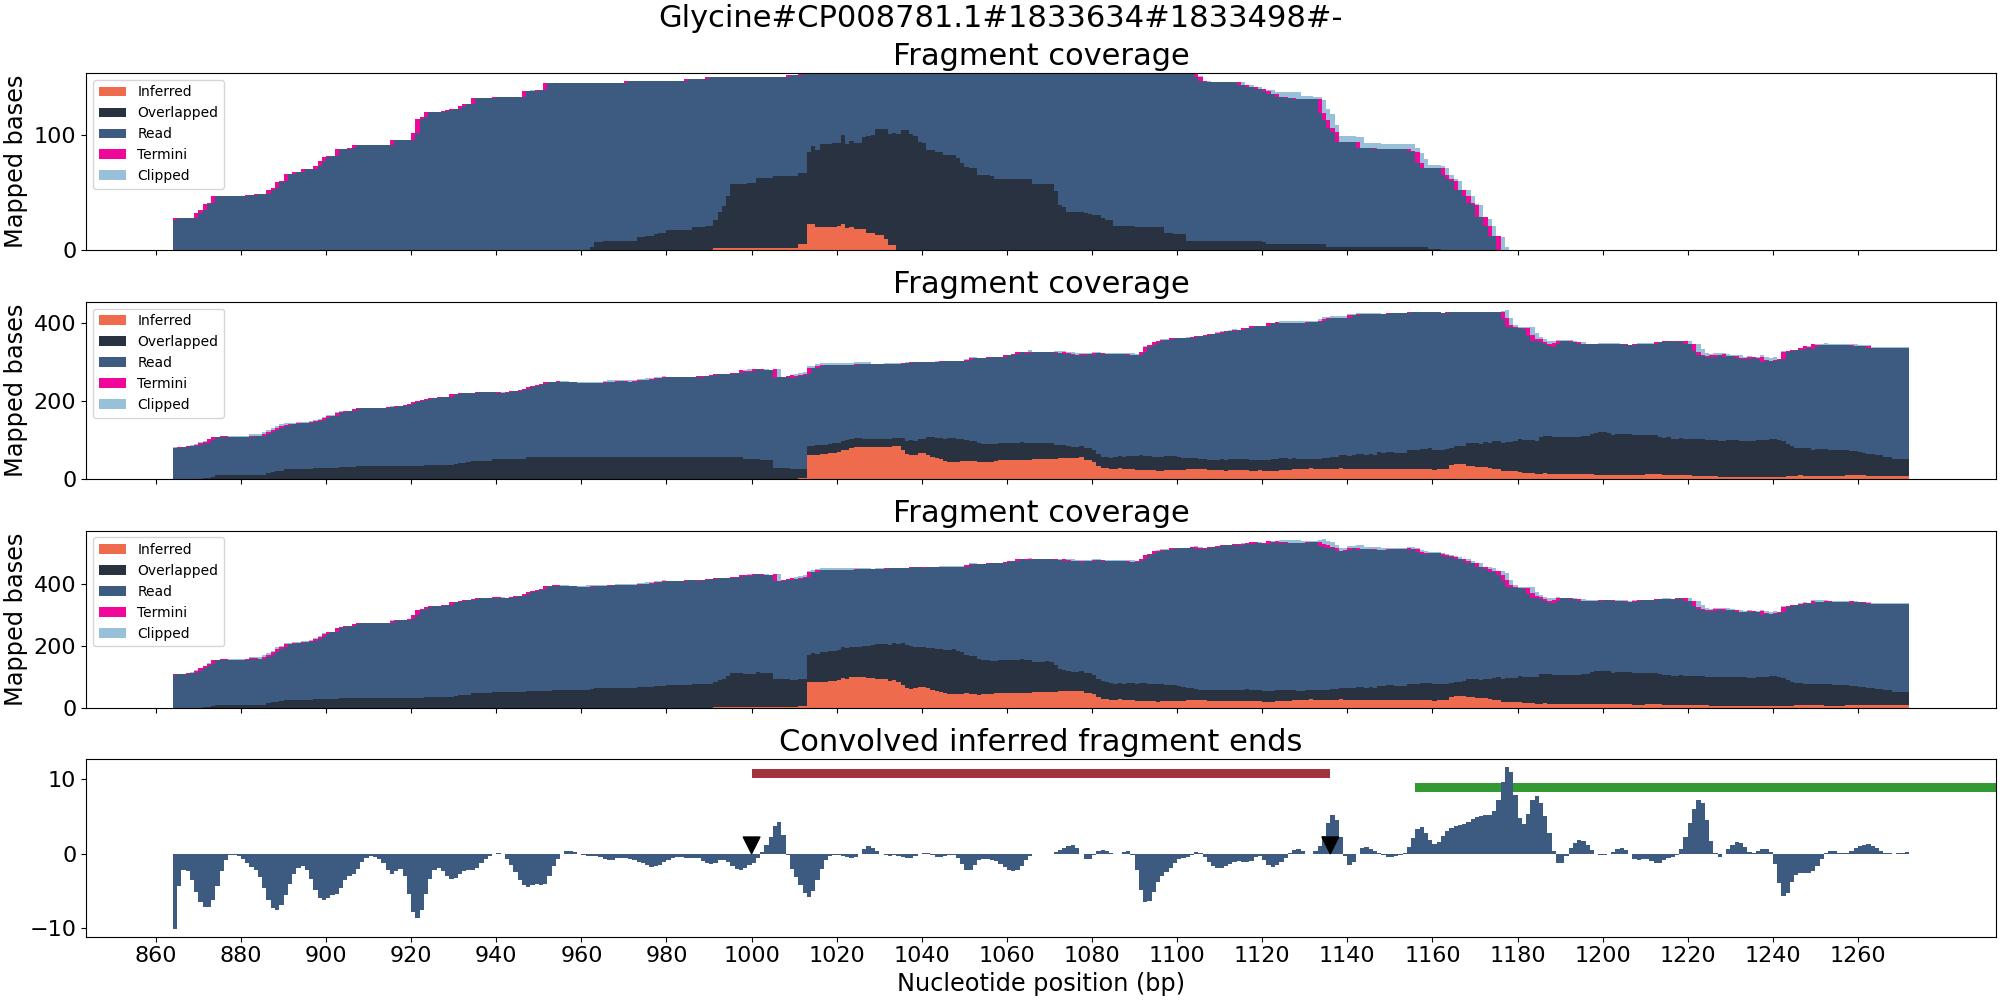 Glycine#CP008781.1#1833634#1833498#-
Fragment coverage
Mapped bases
100
0
Inferred
Overlapped
Read
Termini
Clipped
Fragment coverage
Mapped bases
400
200
0
Inferred
Overlapped
Read
Termini
Clipped
Fragment coverage
Mapped bases
400
200
0
Inferred
Overlapped
Read
Termini
Clipped
Convolved inferred fragment ends
10
0
−10
860 880 900 920 940 960 980 1000 1020 1040 1060 1080 1100 1120 1140 1160 1180 1200 1220 1240 1260
Nucleotide position (bp)